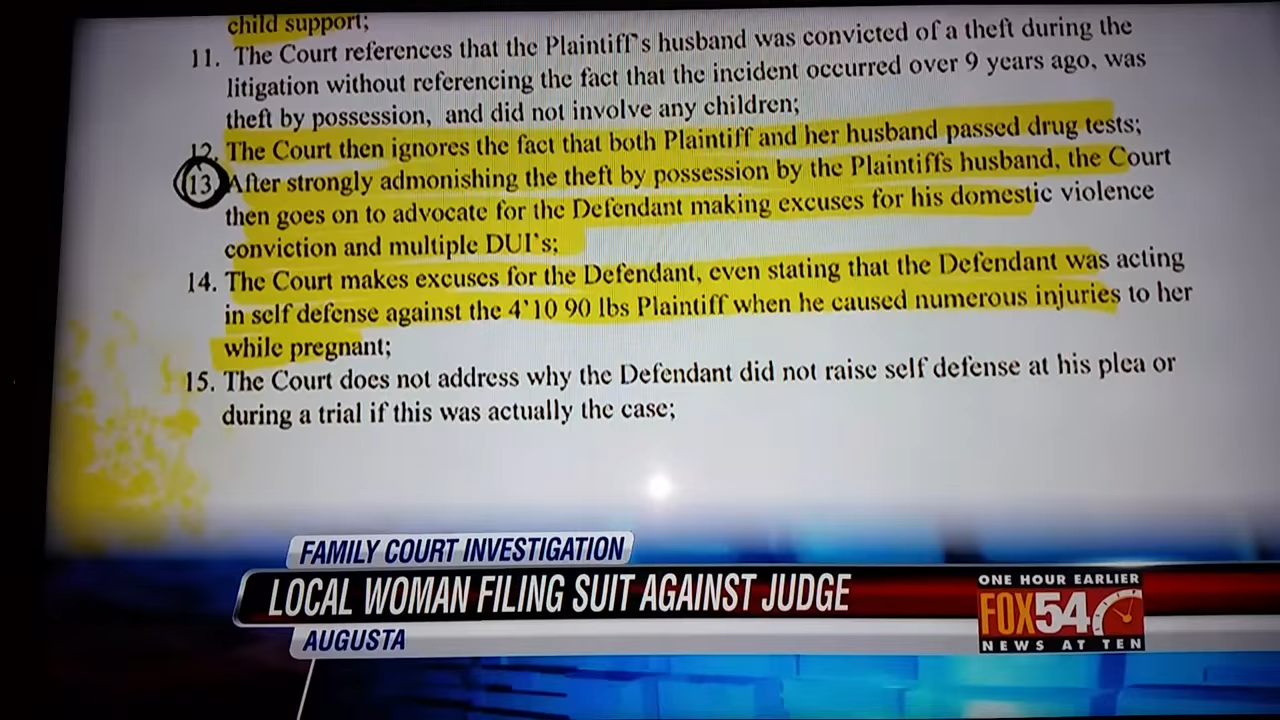 child support;
11. The Court references that the Plaintiff's husband was convicted of a theft during the
litigation without referencing the fact that the incident occurred over 9 years ago, was
theft by possession, and did not involve any children;
12. The Court then ignores the fact that both Plaintiff and her husband passed drug tests;
13 After strongly admonishing the theft by possession by the Plaintiffs husband, the Court
then goes on to advocate for the Defendant making excuses for his domestic violence
conviction and multiple DUI's;
14. The Court makes excuses for the Defendant, even stating that the Defendant was acting
in self defense against the 4'10 90 lbs Plaintiff when he caused numerous injuries to her
while pregnant;
15. The Court does not address why the Defendant did not raise self defense at his plea or
during a trial if this was actually the case;
FAMILY COURT INVESTIGATION
LOCAL WOMAN FILING SUIT AGAINST JUDGE
AUGUSTA
ONE HOUR EARLIER
FOX54
NEWS AT TEN